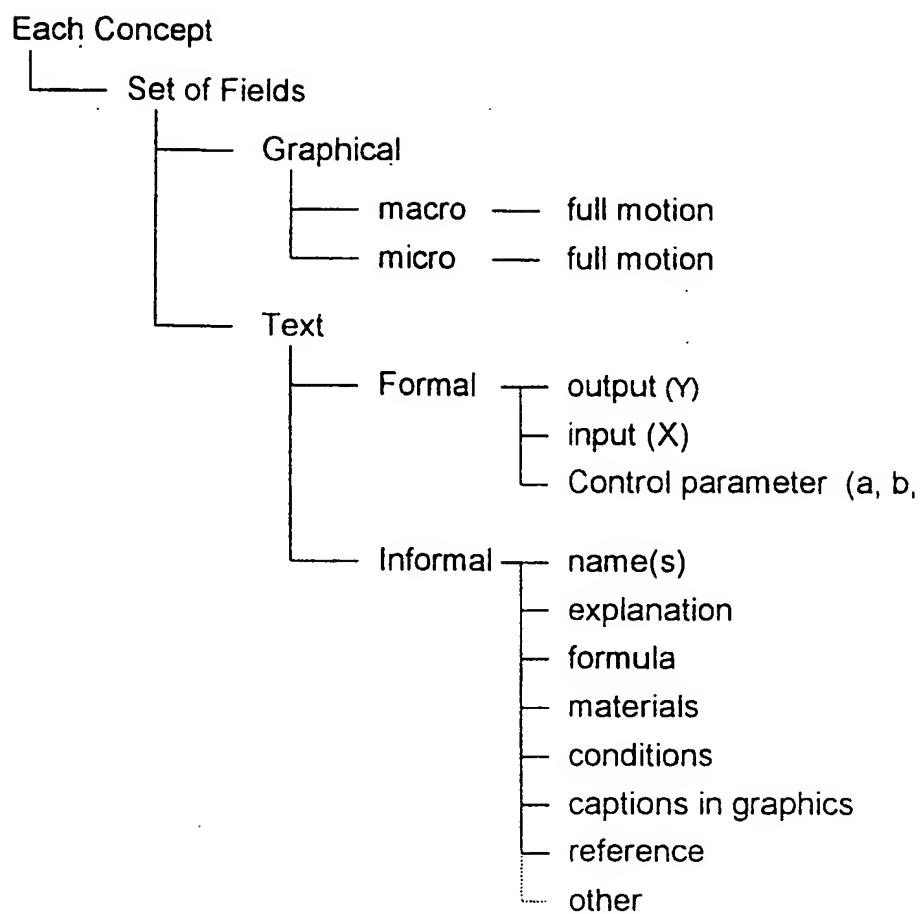 Each Concept
Set of Fields
Graphical
macro — full motion
micro — full motion
Text
Formal
output (Y)
input (X)
Control parameter (a, b,
Informal
name(s)
explanation
formula
materials
conditions
captions in graphics
reference
other